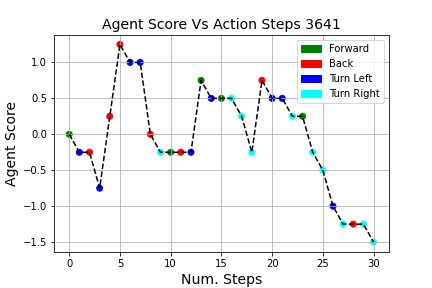 Agent Score Vs Action Steps 3641
Forward
Back
Turn Left
Turn Right
Agent Score
1.0
0.5
0.0
−0.5
−1.0
−1.5
0 5 10 15 20 25 30
Num. Steps